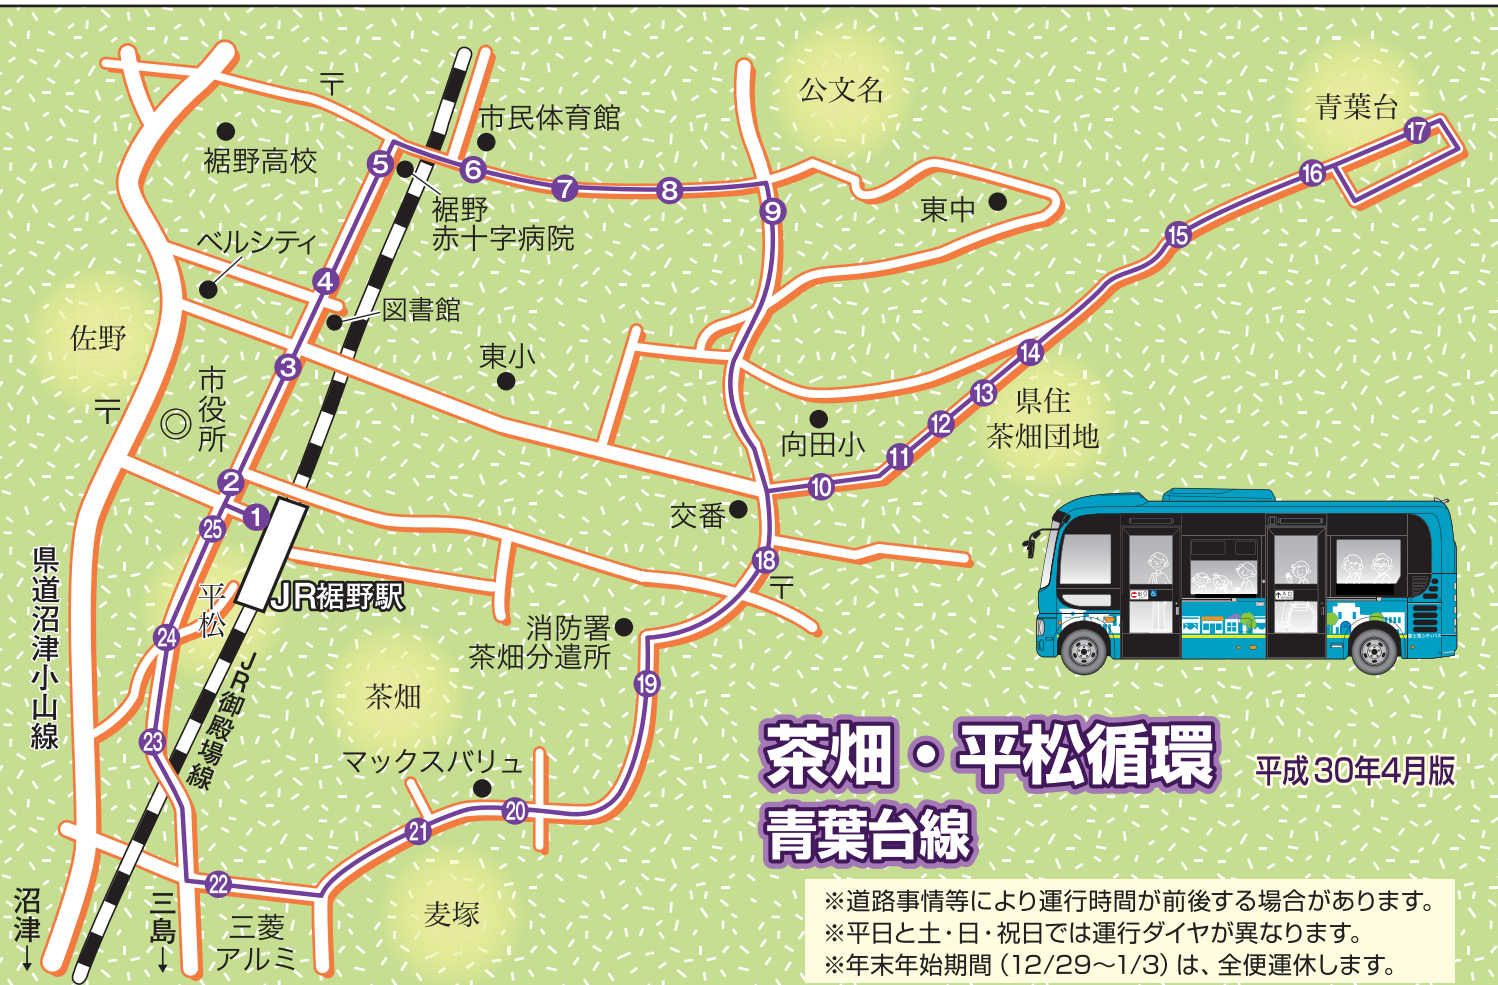 〒
公文名
青葉台
市民体育館
裾野高校
⑰
⑤
⑥
⑯
⑦
⑧
裾野
赤十字病院
東中
⑨
⑮
ベルシティ
④
図書館
佐野
③
東小
⑭
市役所
〒
県住
茶畑団地
⑬
⑫
向田小
⑪
②
⑩
①
交番
㉕
⑱
県道沼津小山線
平松
JR裾野駅
〒
消防署
茶畑分遣所
㉔
JR御殿場線
茶畑
⑲
㉓
マックスバリュ
⑳
㉑
茶畑・平松循環
平成30年4月版
青葉台線
㉒
沼津↓
三島↓
三菱
アルミ
麦塚
※道路事情等により運行時間が前後する場合があります。
※平日と土・日・祝日では運行ダイヤが異なります。
※年末年始期間（12/29～1/3）は、全便運休します。